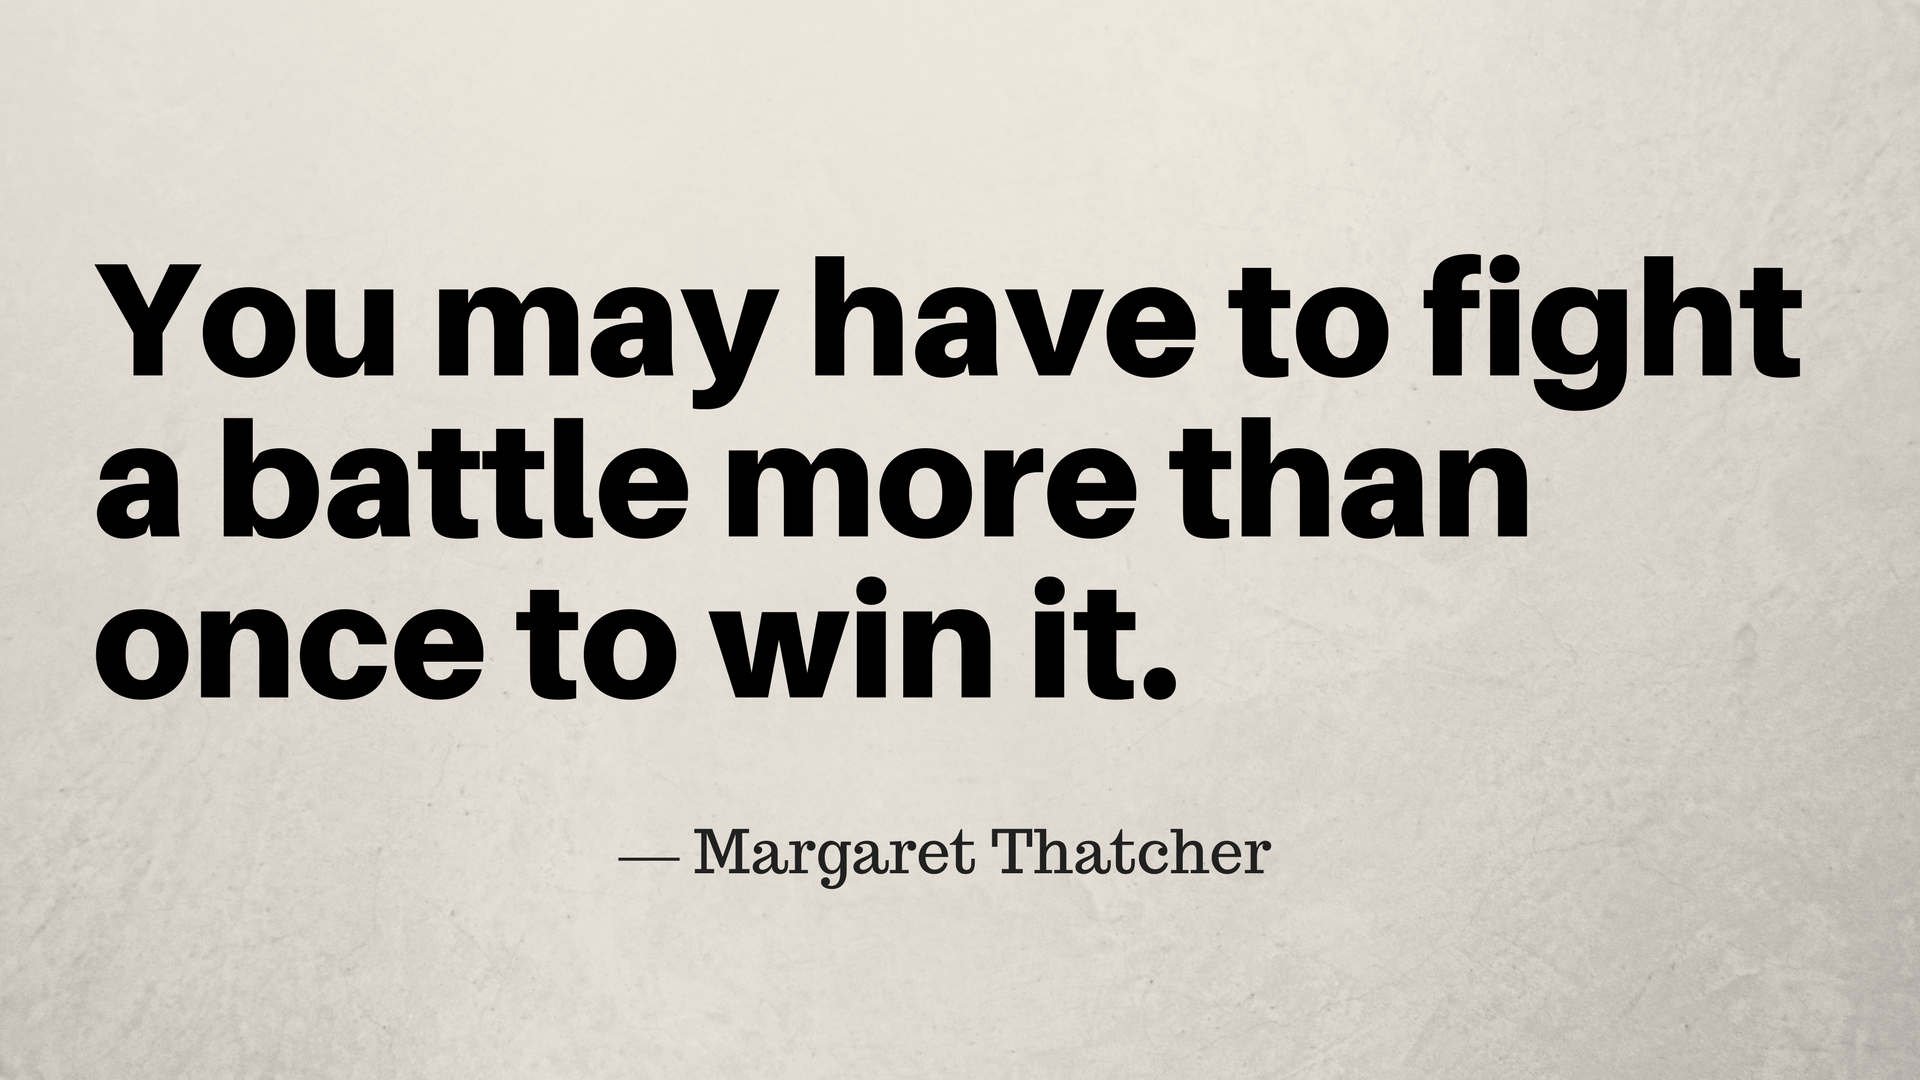 You may have to fight
a battle more than
once to win it.
— Margaret Thatcher